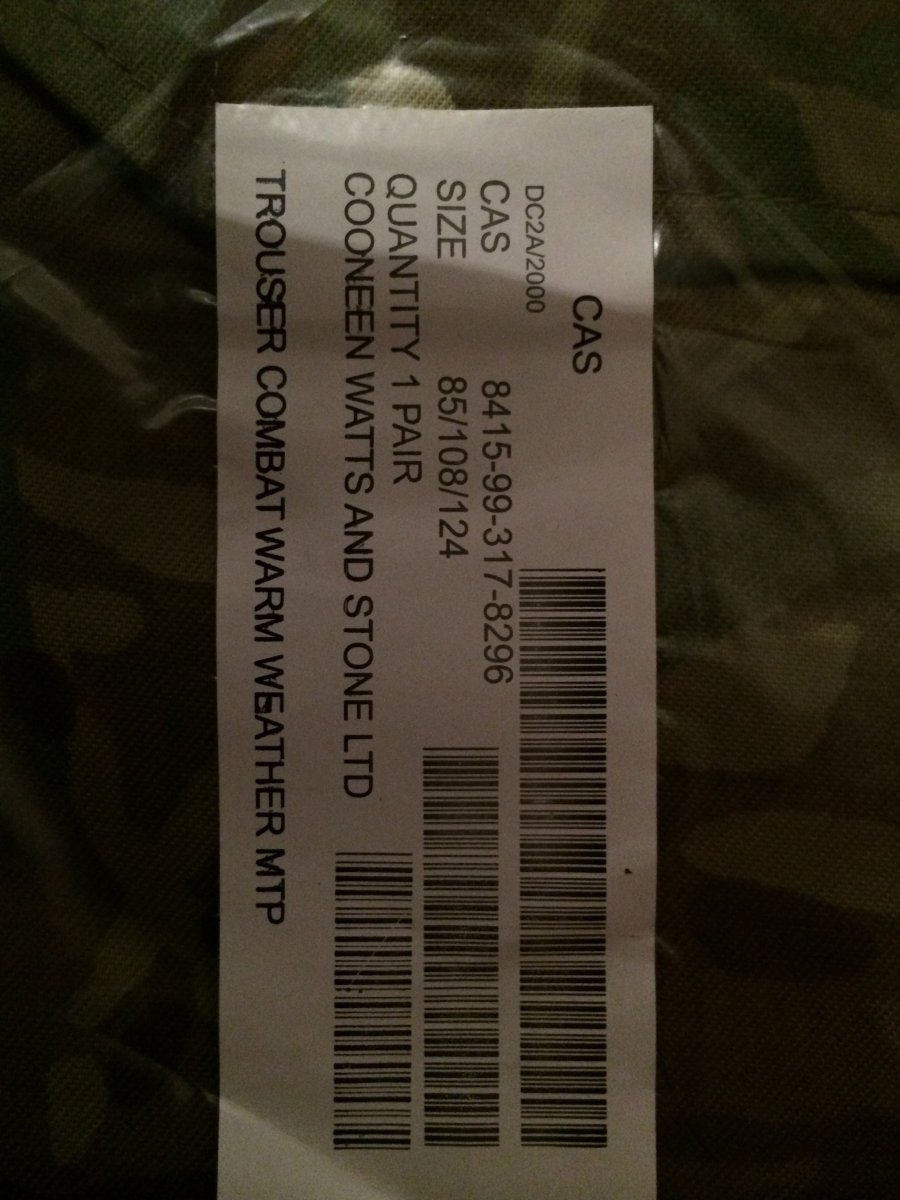 CAS
DC2A/2000
CAS 8415-99-317-8296
SIZE 85/108/124
QUANTITY 1 PAIR
COONEEN WATTS AND STONE LTD
TROUSER COMBAT WARM WEATHER MTP